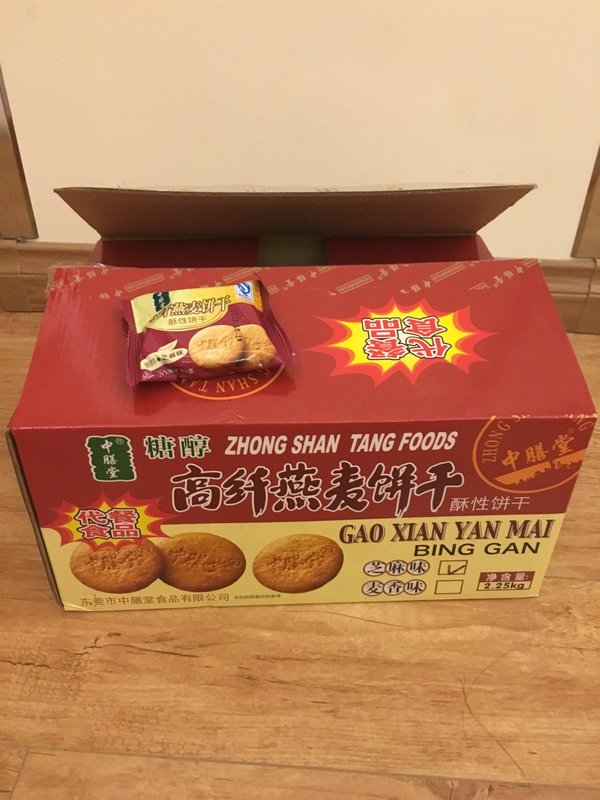 燕麦饼干
酥性饼干
代餐
食品
中膳堂®
糖醇 ZHONG SHAN TANG FOODS
高纤燕麦饼干
酥性饼干
ZHONG
中膳堂
代餐
食品
GAO XIAN YAN MAI
BING GAN
芝麻味
麦香味
净含量:
2.25kg
东莞市中膳堂食品有限公司